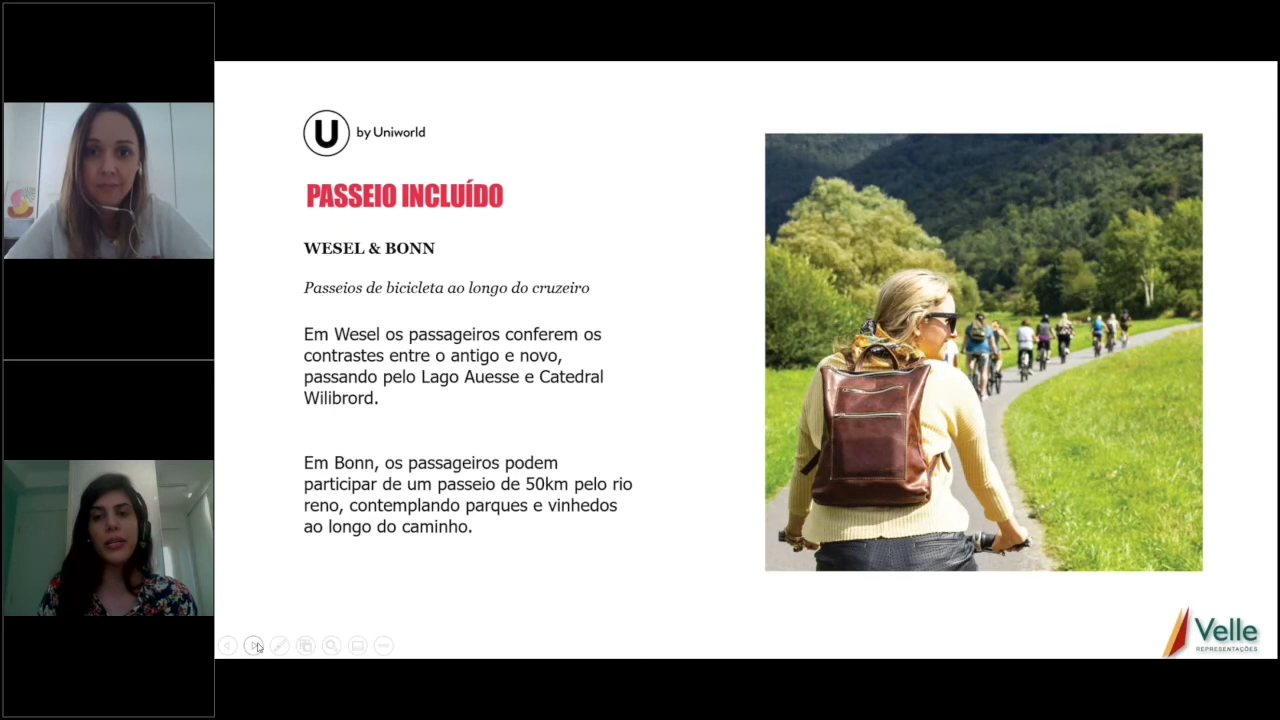 U by Uniworld
PASSEIO INCLUÍDO
WESEL & BONN
Passeios de bicicleta ao longo do cruzeiro
Em Wesel os passageiros conferem os
contrastes entre o antigo e novo,
passando pelo Lago Auesse e Catedral
Wilibrord.
Em Bonn, os passageiros podem
participar de um passeio de 50km pelo rio
reno, contemplando parques e vinhedos
ao longo do caminho.
Velle
REPRESENTAÇÕES